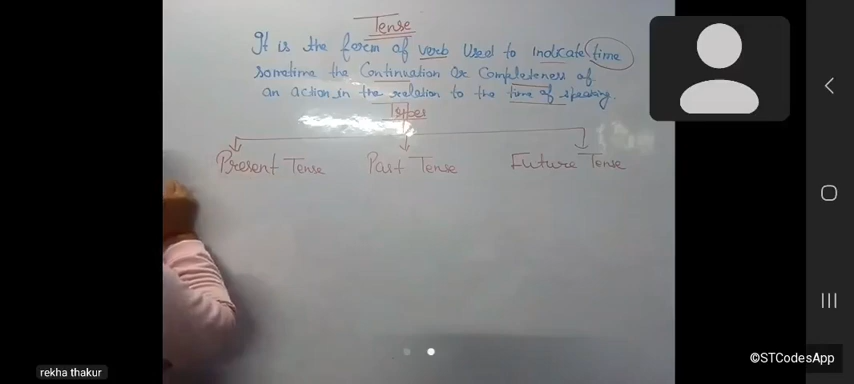 Tense
It is the form of verb used to indicate time
sometime the Continuation Or Completeness of
an action in the relation to the time of speaking.
Types
Present Tense Past Tense Future Tense
rekha thakur
©STCodesApp